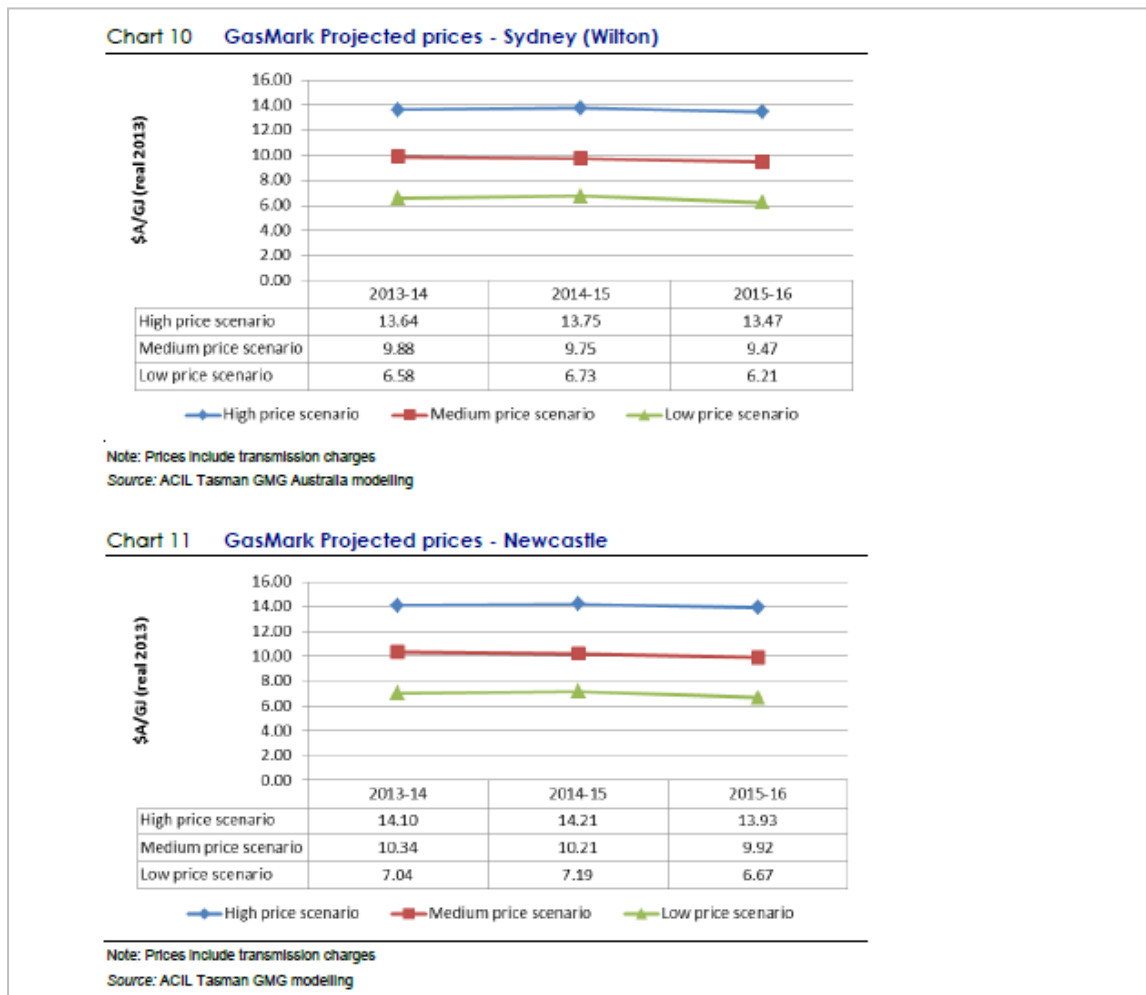 Chart 10 GasMark Projected prices - Sydney (Wilton)
$A/GJ (real 2013)
16.00
14.00
12.00
10.00
8.00
6.00
4.00
2.00
0.00
2013-14 2014-15 2015-16
High price scenario 13.64 13.75 13.47
Medium price scenario 9.88 9.75 9.47
Low price scenario 6.58 6.73 6.21
High price scenario Medium price scenario Low price scenario
Note: Prices include transmission charges
Source: ACIL Tasman GMG Australia modelling
Chart 11 GasMark Projected prices - Newcastle
$A/GJ (real 2013)
16.00
14.00
12.00
10.00
8.00
6.00
4.00
2.00
0.00
2013-14 2014-15 2015-16
High price scenario 14.10 14.21 13.93
Medium price scenario 10.34 10.21 9.92
Low price scenario 7.04 7.19 6.67
High price scenario Medium price scenario Low price scenario
Note: Prices include transmission charges
Source: ACIL Tasman GMG modelling